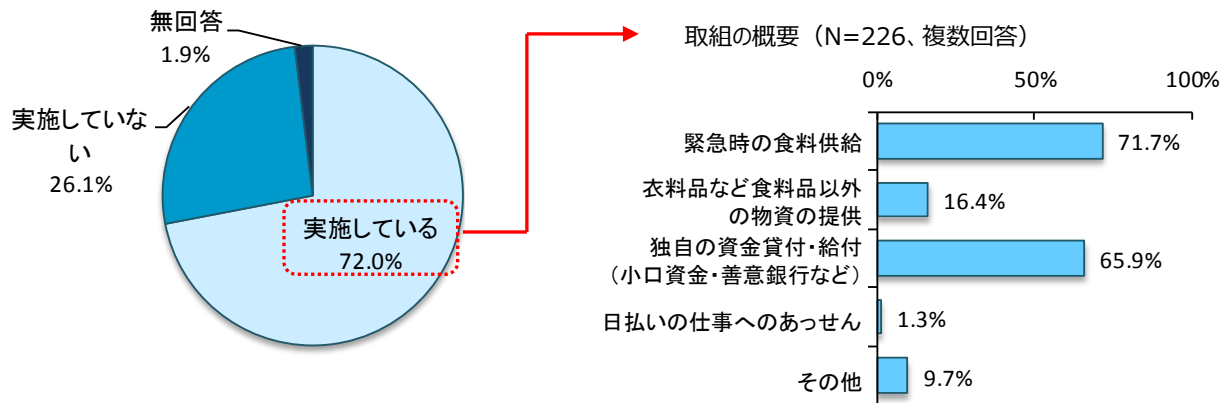 無回答
1.9%
実施していな
い
26.1%
実施している
72.0%
取組の概要（N=226、複数回答）
0%
50%
100%
緊急時の食料供給
71.7%
衣料品など食料品以外
の物資の提供
16.4%
独自の資金貸付・給付
（小口資金・善意銀行など）
65.9%
日払いの仕事へのあっせん
1.3%
その他
9.7%